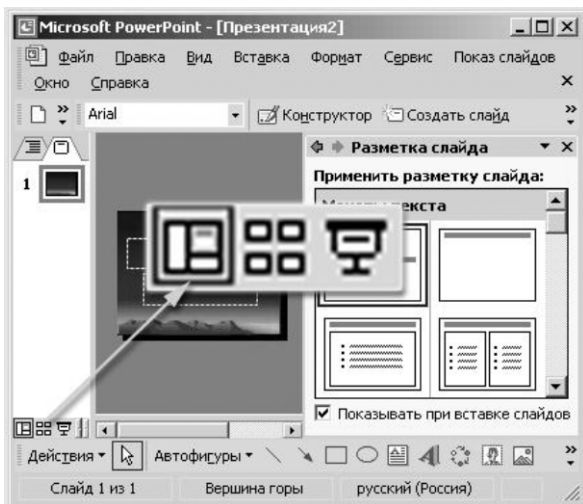 Microsoft PowerPoint - [Презентация2]
Файл Правка Вид Вставка Формат Сервис Показ слайдов
Окно Справка
Arial Конструктор Создать слайд
Разметка слайда
Применить разметку слайда:
текста
1
Показывать при вставке слайдов
Действия Автофигуры
Слайд 1 из 1 Вершина горы русский (Россия)